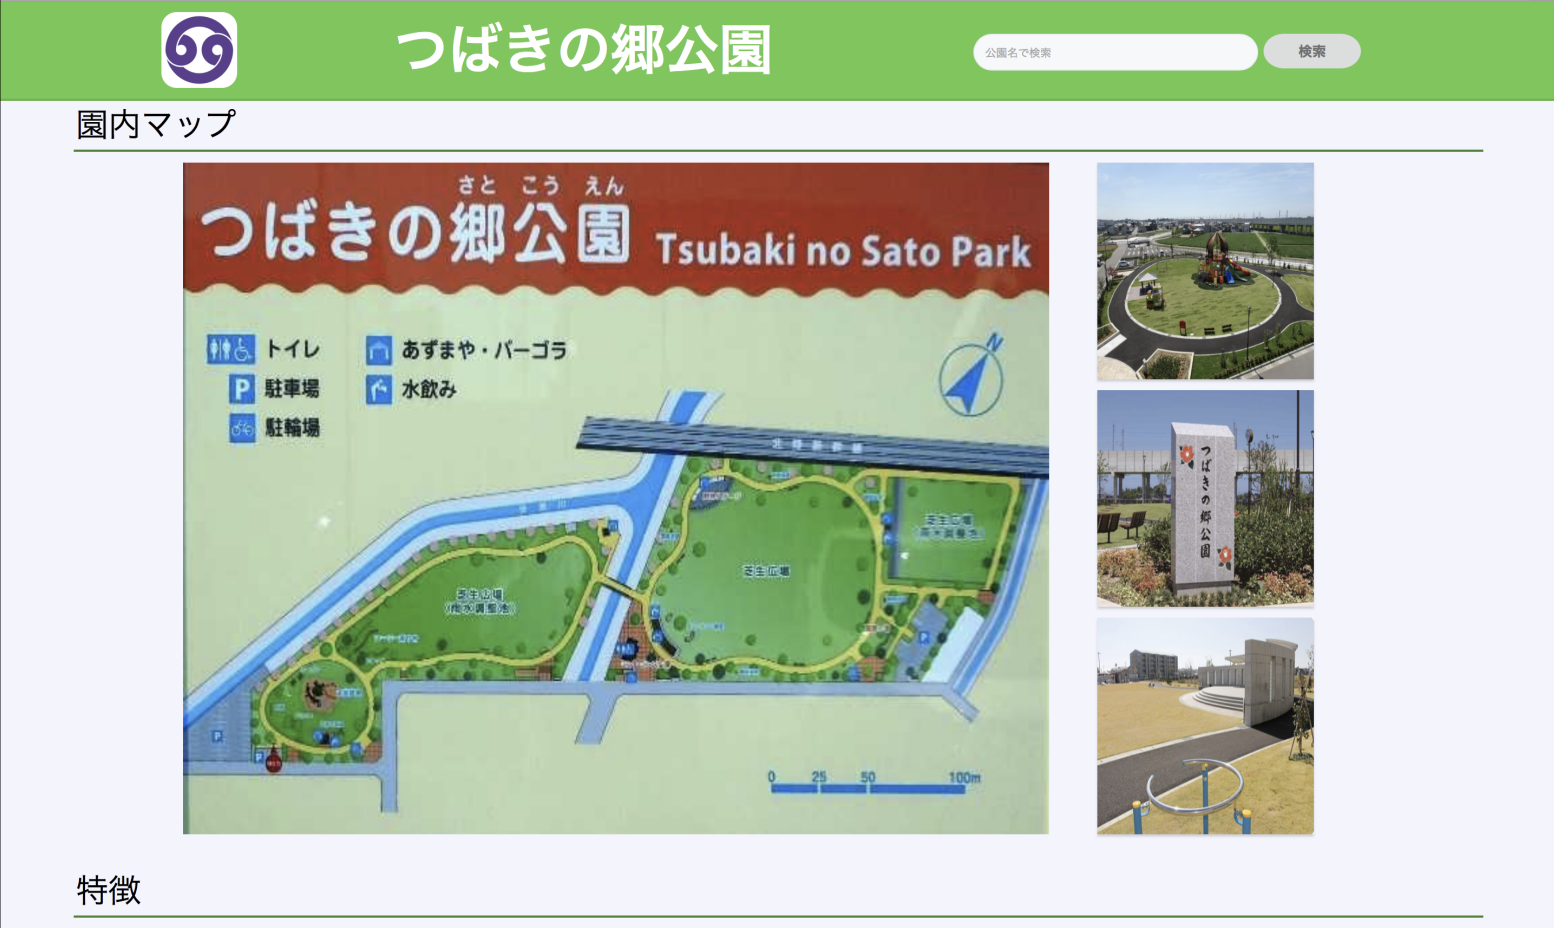 つばきの郷公園
公園名で検索
検索
園内マップ
さと こう えん
つばきの郷公園 Tsubaki no Sato Park
トイレ
あずまや・パーゴラ
駐車場
水飲み
駐輪場
N
芝生広場
芝生広場
P
P
P
0 25 50 100m
つばきの郷公園
特徴